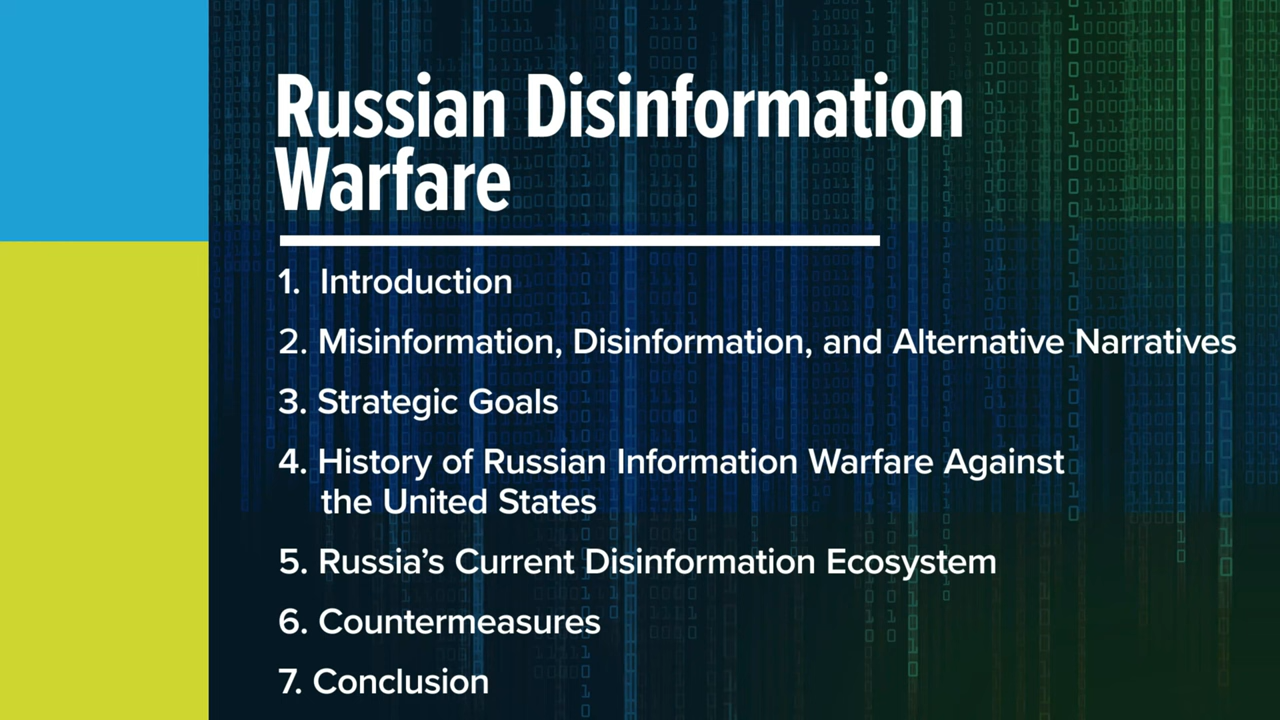 Russian Disinformation
Warfare
1. Introduction
2. Misinformation, Disinformation, and Alternative Narratives
3. Strategic Goals
4. History of Russian Information Warfare Against
the United States
5. Russia’s Current Disinformation Ecosystem
6. Countermeasures
7. Conclusion